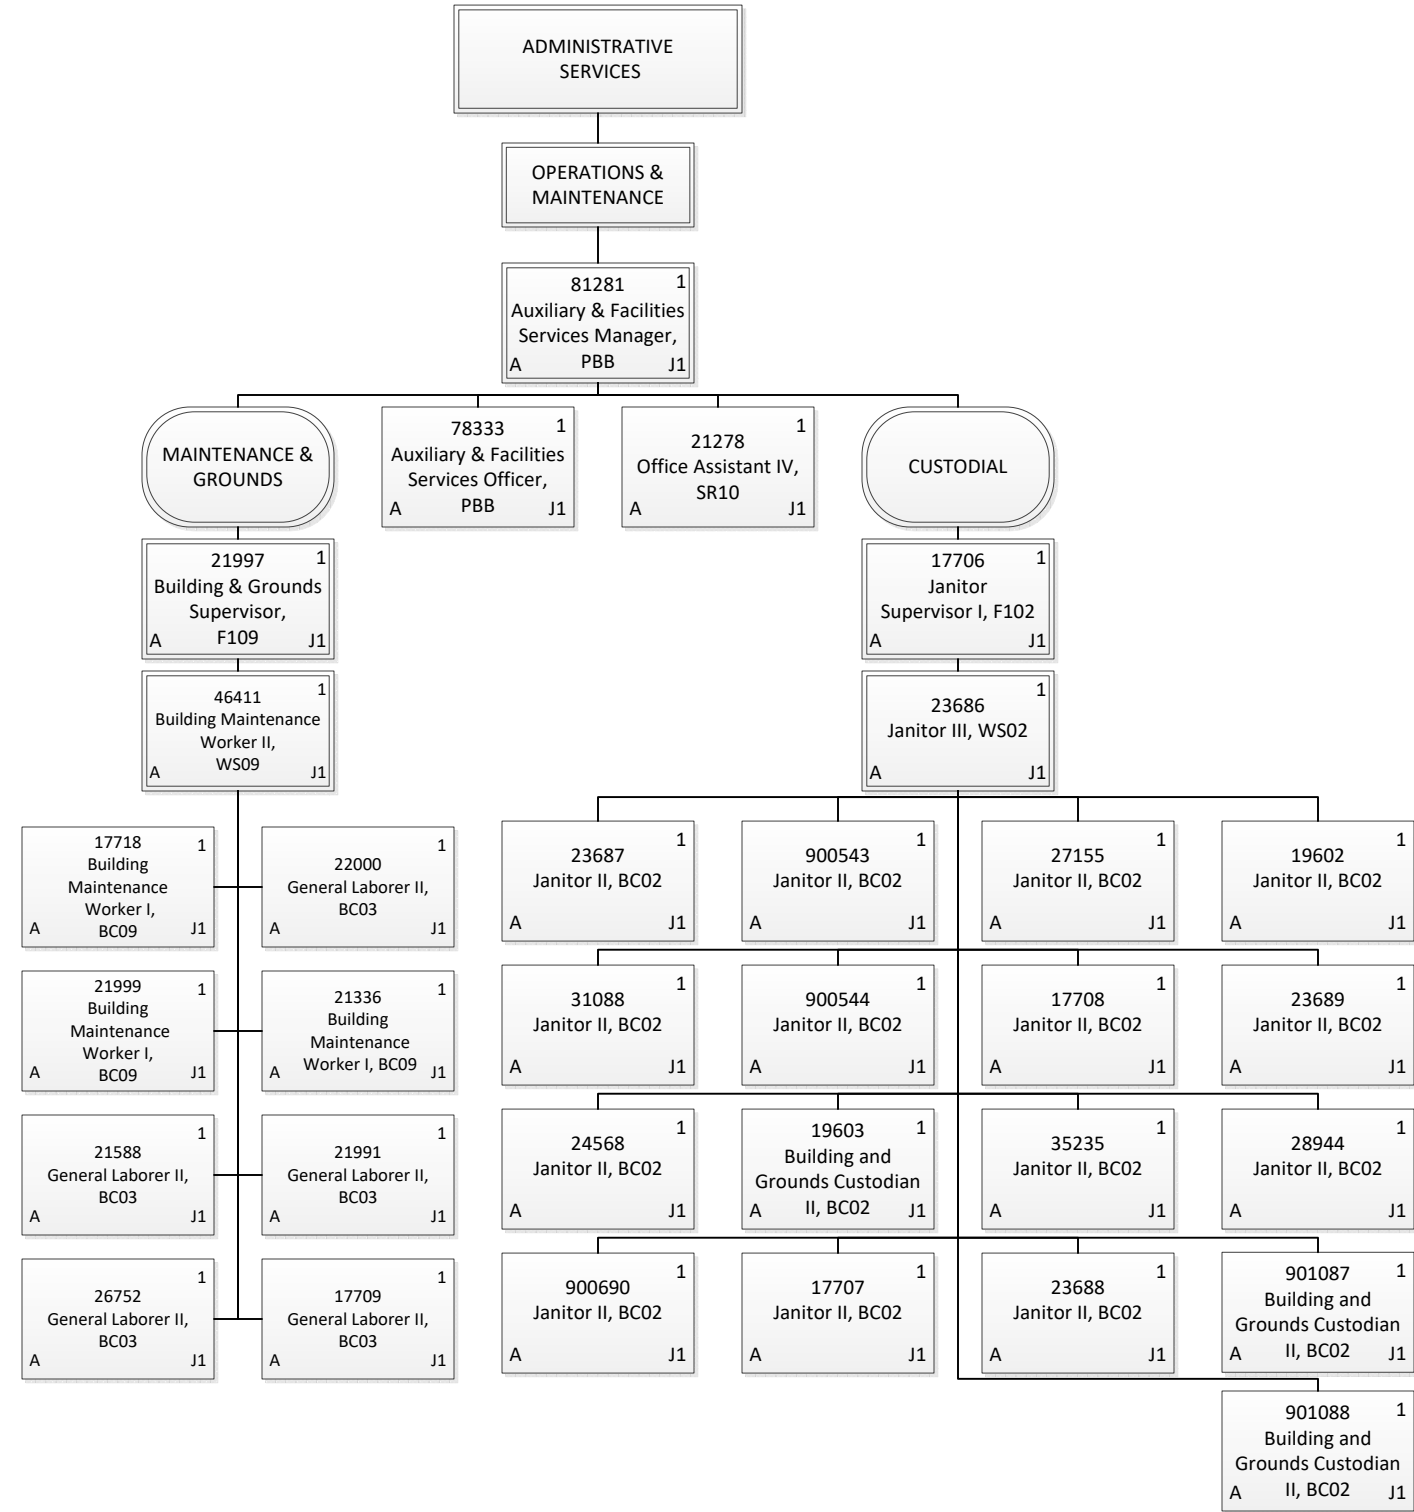 ADMINISTRATIVE
SERVICES
OPERATIONS &
MAINTENANCE
81281 1
Auxiliary & Facilities
Services Manager,
PBB
A J1
MAINTENANCE &
GROUNDS
78333 1
Auxiliary & Facilities
Services Officer,
PBB
A J1
21278 1
Office Assistant IV,
SR10
A J1
CUSTODIAL
21997 1
Building & Grounds
Supervisor,
F109
A J1
17706 1
Janitor
Supervisor I, F102
A J1
46411 1
Building Maintenance
Worker II,
WS09
A J1
23686 1
Janitor III, WS02
A J1
17718 1
Building
Maintenance
Worker I,
BC09
A J1
22000 1
General Laborer II,
BC03
A J1
21999 1
Building
Maintenance
Worker I,
BC09
A J1
21336 1
Building
Maintenance
Worker I, BC09
A J1
21588 1
General Laborer II,
BC03
A J1
21991 1
General Laborer II,
BC03
A J1
26752 1
General Laborer II,
BC03
A J1
17709 1
General Laborer II,
BC03
A J1
23687 1
Janitor II, BC02
A J1
900543 1
Janitor II, BC02
A J1
27155 1
Janitor II, BC02
A J1
19602 1
Janitor II, BC02
A J1
31088 1
Janitor II, BC02
A J1
900544 1
Janitor II, BC02
A J1
17708 1
Janitor II, BC02
A J1
23689 1
Janitor II, BC02
A J1
24568 1
Janitor II, BC02
A J1
19603 1
Building and
Grounds Custodian
II, BC02
A J1
35235 1
Janitor II, BC02
A J1
28944 1
Janitor II, BC02
A J1
900690 1
Janitor II, BC02
A J1
17707 1
Janitor II, BC02
A J1
23688 1
Janitor II, BC02
A J1
901087 1
Building and
Grounds Custodian
II, BC02
A J1
901088 1
Building and
Grounds Custodian
II, BC02
A J1